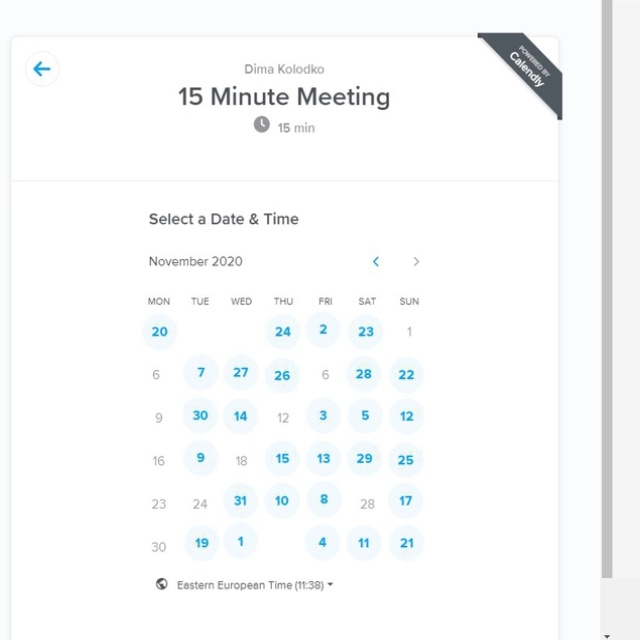 POWERED BY
Calendly
Dima Kolodko
15 Minute Meeting
15 min
Select a Date & Time
November 2020
MON TUE WED THU FRI SAT SUN
20 24 2 23 1
6 7 27 26 6 28 22
9 30 14 12 3 5 12
16 9 18 15 13 29 25
23 24 31 10 8 28 17
30 19 1 4 11 21
Eastern European Time (11:38)